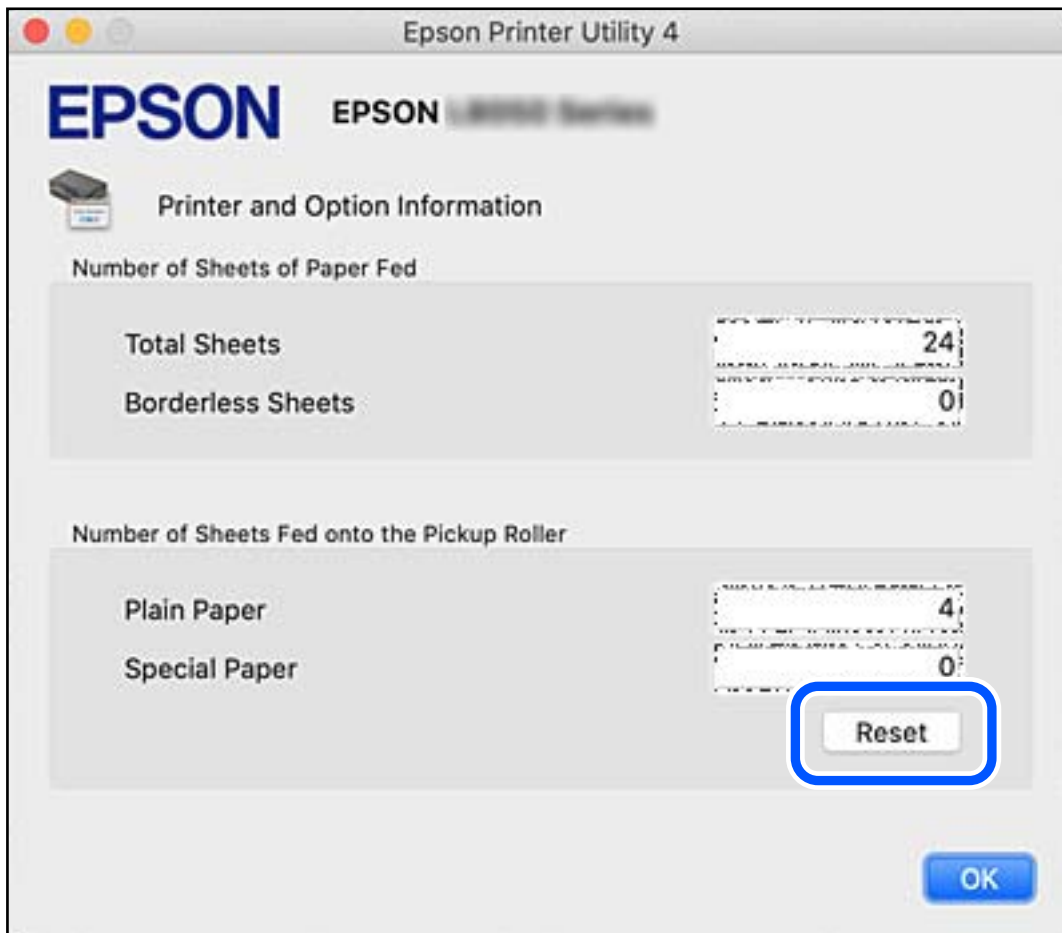 Epson Printer Utility 4
EPSON EPSON
Printer and Option Information
Number of Sheets of Paper Fed
Total Sheets 24
Borderless Sheets 0
Number of Sheets Fed onto the Pickup Roller
Plain Paper 4
Special Paper 0
Reset
OK